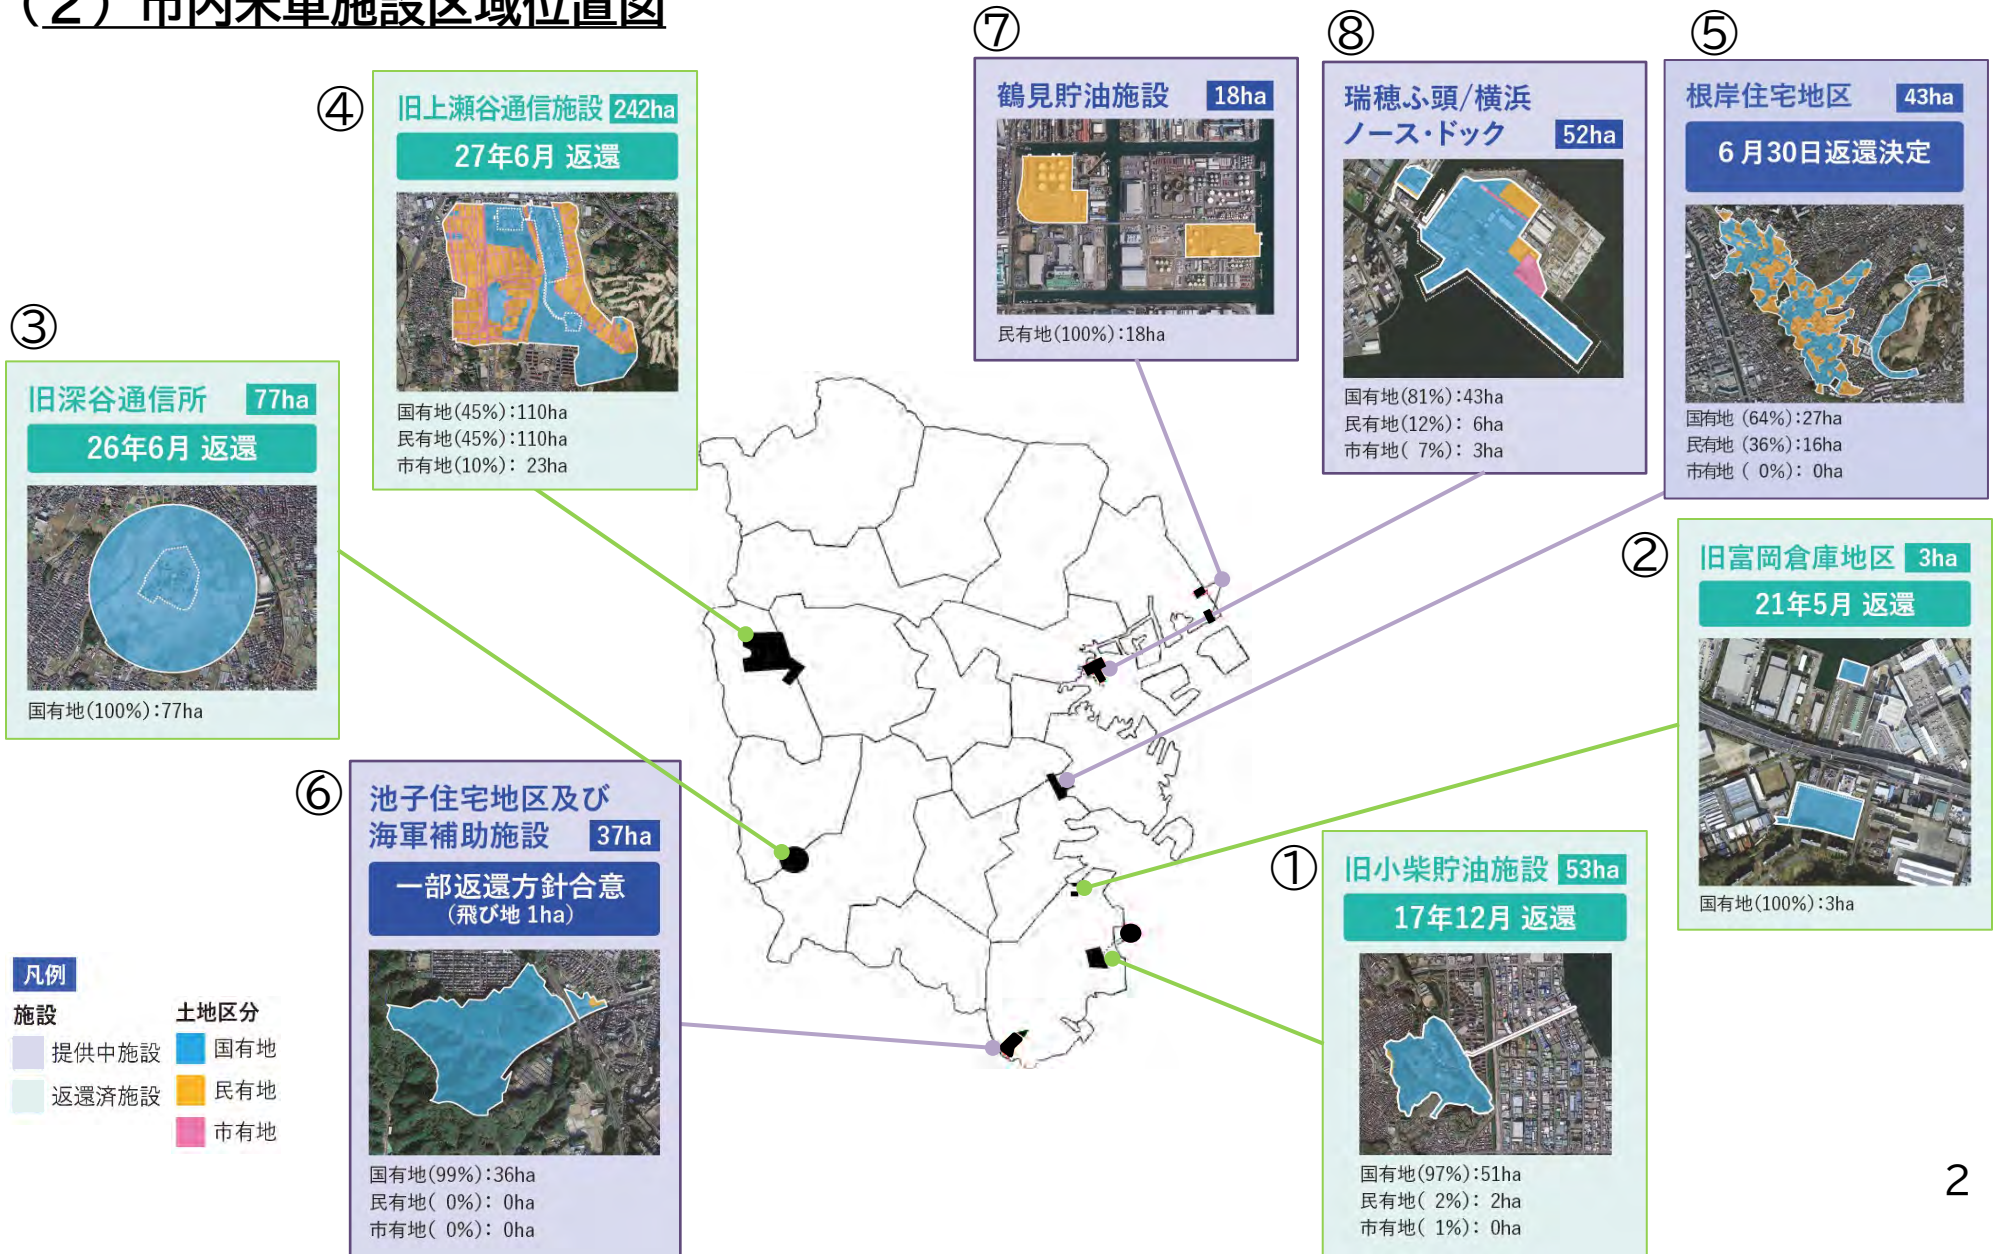 (2) 市内米軍施設区域位置図
⑦
鶴見貯油施設 18ha
民有地(100%):18ha
⑧
瑞穂ふ頭/横浜
ノース・ドック 52ha
国有地(81%):43ha
民有地(12%): 6ha
市有地( 7%): 3ha
⑤
根岸住宅地区 43ha
6月30日返還決定
国有地 (64%):27ha
民有地 (36%):16ha
市有地 ( 0%): 0ha
④
旧上瀬谷通信施設 242ha
27年6月 返還
国有地(45%):110ha
民有地(45%):110ha
市有地(10%): 23ha
③
旧深谷通信所 77ha
26年6月 返還
国有地(100%):77ha
②
旧富岡倉庫地区 3ha
21年5月 返還
国有地(100%):3ha
⑥
池子住宅地区及び
海軍補助施設 37ha
一部返還方針合意
(飛び地 1ha)
国有地(99%):36ha
民有地( 0%): 0ha
市有地( 0%): 0ha
①
旧小柴貯油施設 53ha
17年12月 返還
国有地(97%):51ha
民有地( 2%): 2ha
市有地( 1%): 0ha
凡例
施設 土地区分
提供中施設 国有地
返還済施設 民有地
市有地
2